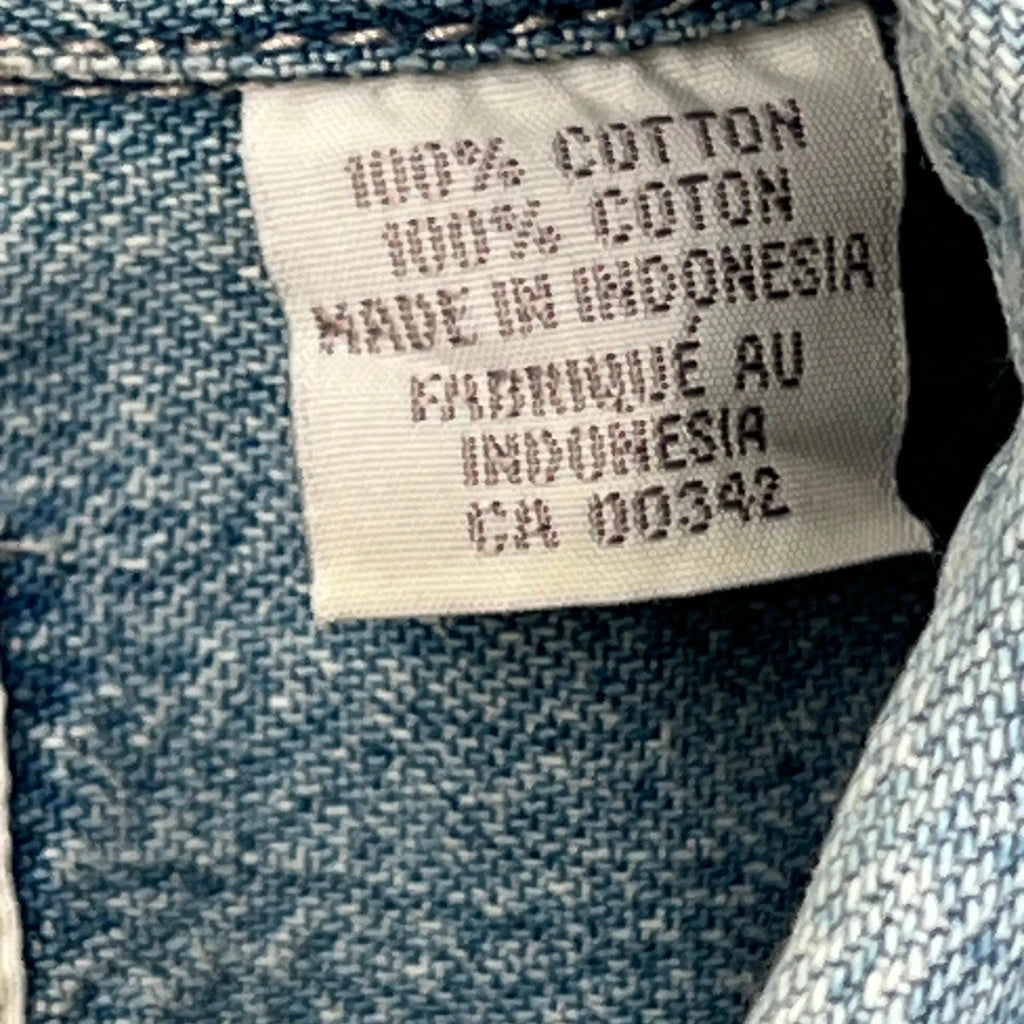 100% COTTON
100% COTON
MADE IN INDONESIA
FABRIQUÉ AU
INDONESIA
CA 00342